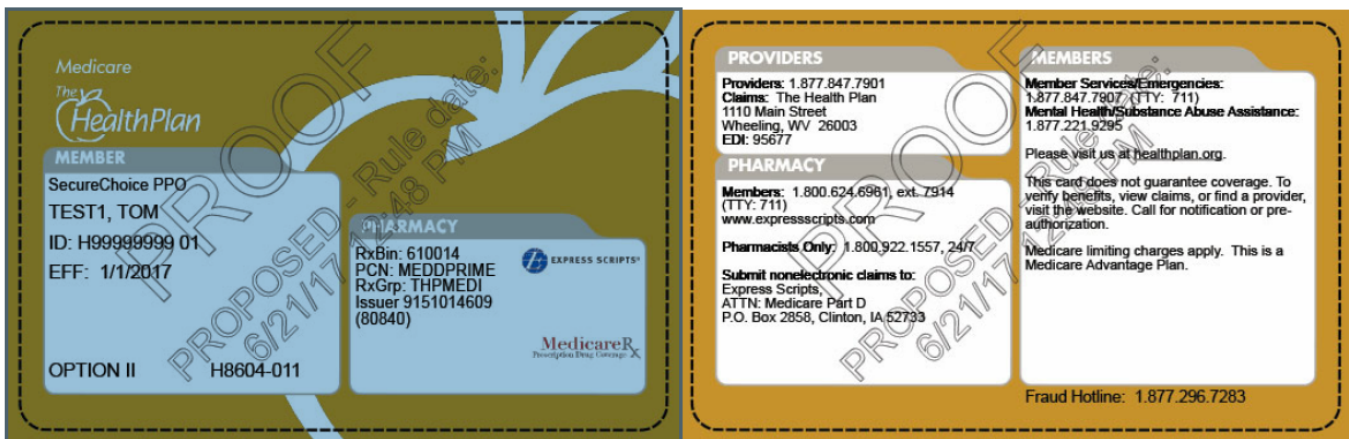 Medicare
The
HealthPlan
MEMBER
SecureChoice PPO
TEST1, TOM
ID: H99999999 01
EFF: 1/1/2017
OPTION II H8604-011
PHARMACY
RxBin: 610014
PCN: MEDDPRIME
RxGrp: THPMEDI
Issuer 9151014609
(80840)
EXPRESS SCRIPTS®
MedicareRx
Prescription Drug Coverage
PROOF
PROPOSED - Rule date:
6/21/17 12:48 PM
PROVIDERS
Providers: 1.877.847.7901
Claims: The Health Plan
1110 Main Street
Wheeling, WV 26003
EDI: 95677
PHARMACY
Members: 1.800.624.6961, ext. 7914
(TTY: 711)
www.expressscripts.com
Pharmacists Only: 1.800.922.1557, 24/7
Submit nonelectronic claims to:
Express Scripts,
ATTN: Medicare Part D
P.O. Box 2858, Clinton, IA 52733
MEMBERS
Member Services/Emergencies:
1.877.847.7907 (TTY: 711)
Mental Health/Substance Abuse Assistance:
1.877.221.9295
Please visit us at healthplan.org.
This card does not guarantee coverage. To
verify benefits, view claims, or find a provider,
visit the website. Call for notification or pre-
authorization.
Medicare limiting charges apply. This is a
Medicare Advantage Plan.
Fraud Hotline: 1.877.296.7283
PROOF
PROPOSED - Rule date:
6/21/17 12:48 PM